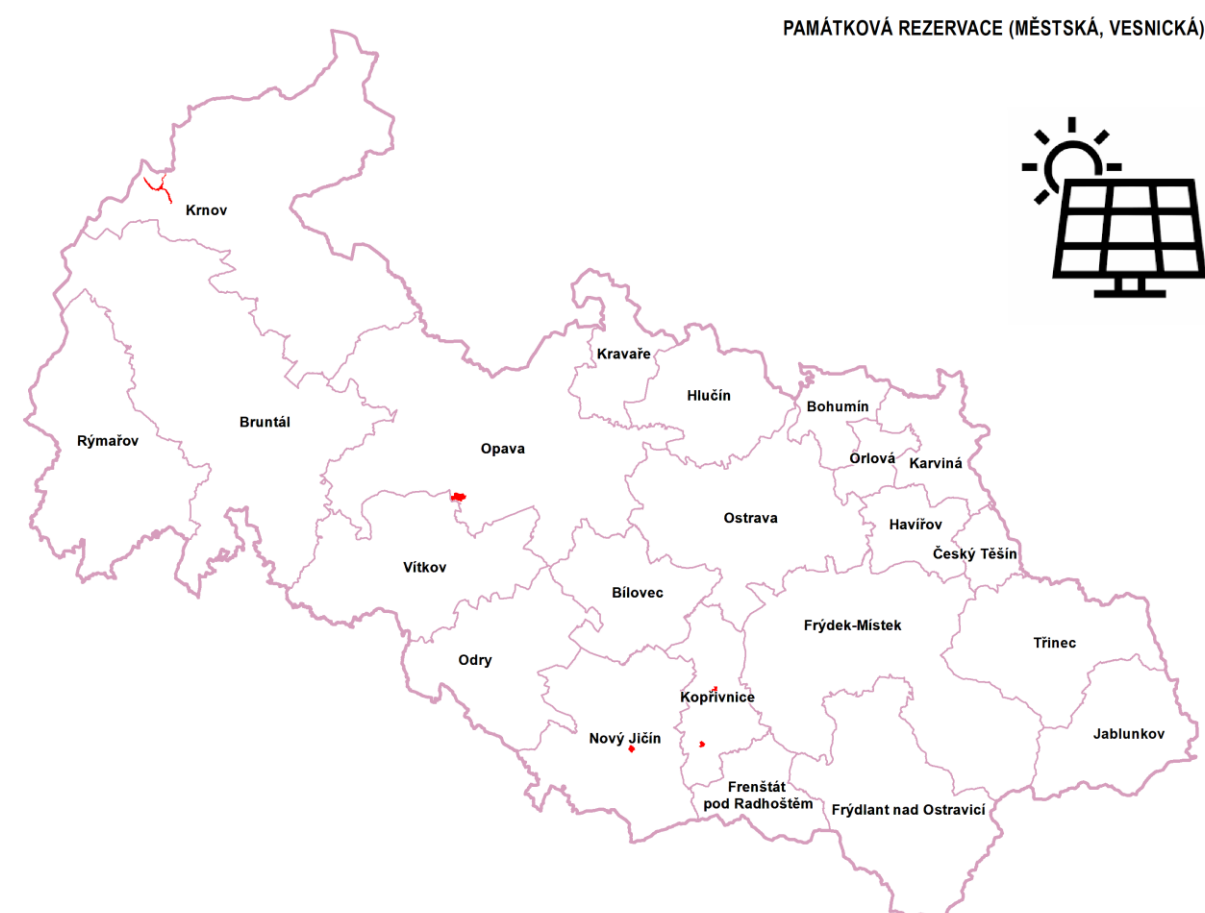 PAMÁTKOVÁ REZERVACE (MĚSTSKÁ, VESNICKÁ)
Krnov
Kravaře
Hlučín
Bohumín
Rýmařov
Bruntál
Opava
Orlová
Karviná
Ostrava
Havířov
Český Těšín
Vítkov
Bílovec
Frýdek-Místek
Třinec
Odry
Kopřivnice
Nový Jičín
Jablunkov
Frenštát
pod Radhoštěm
Frýdlant nad Ostravicí